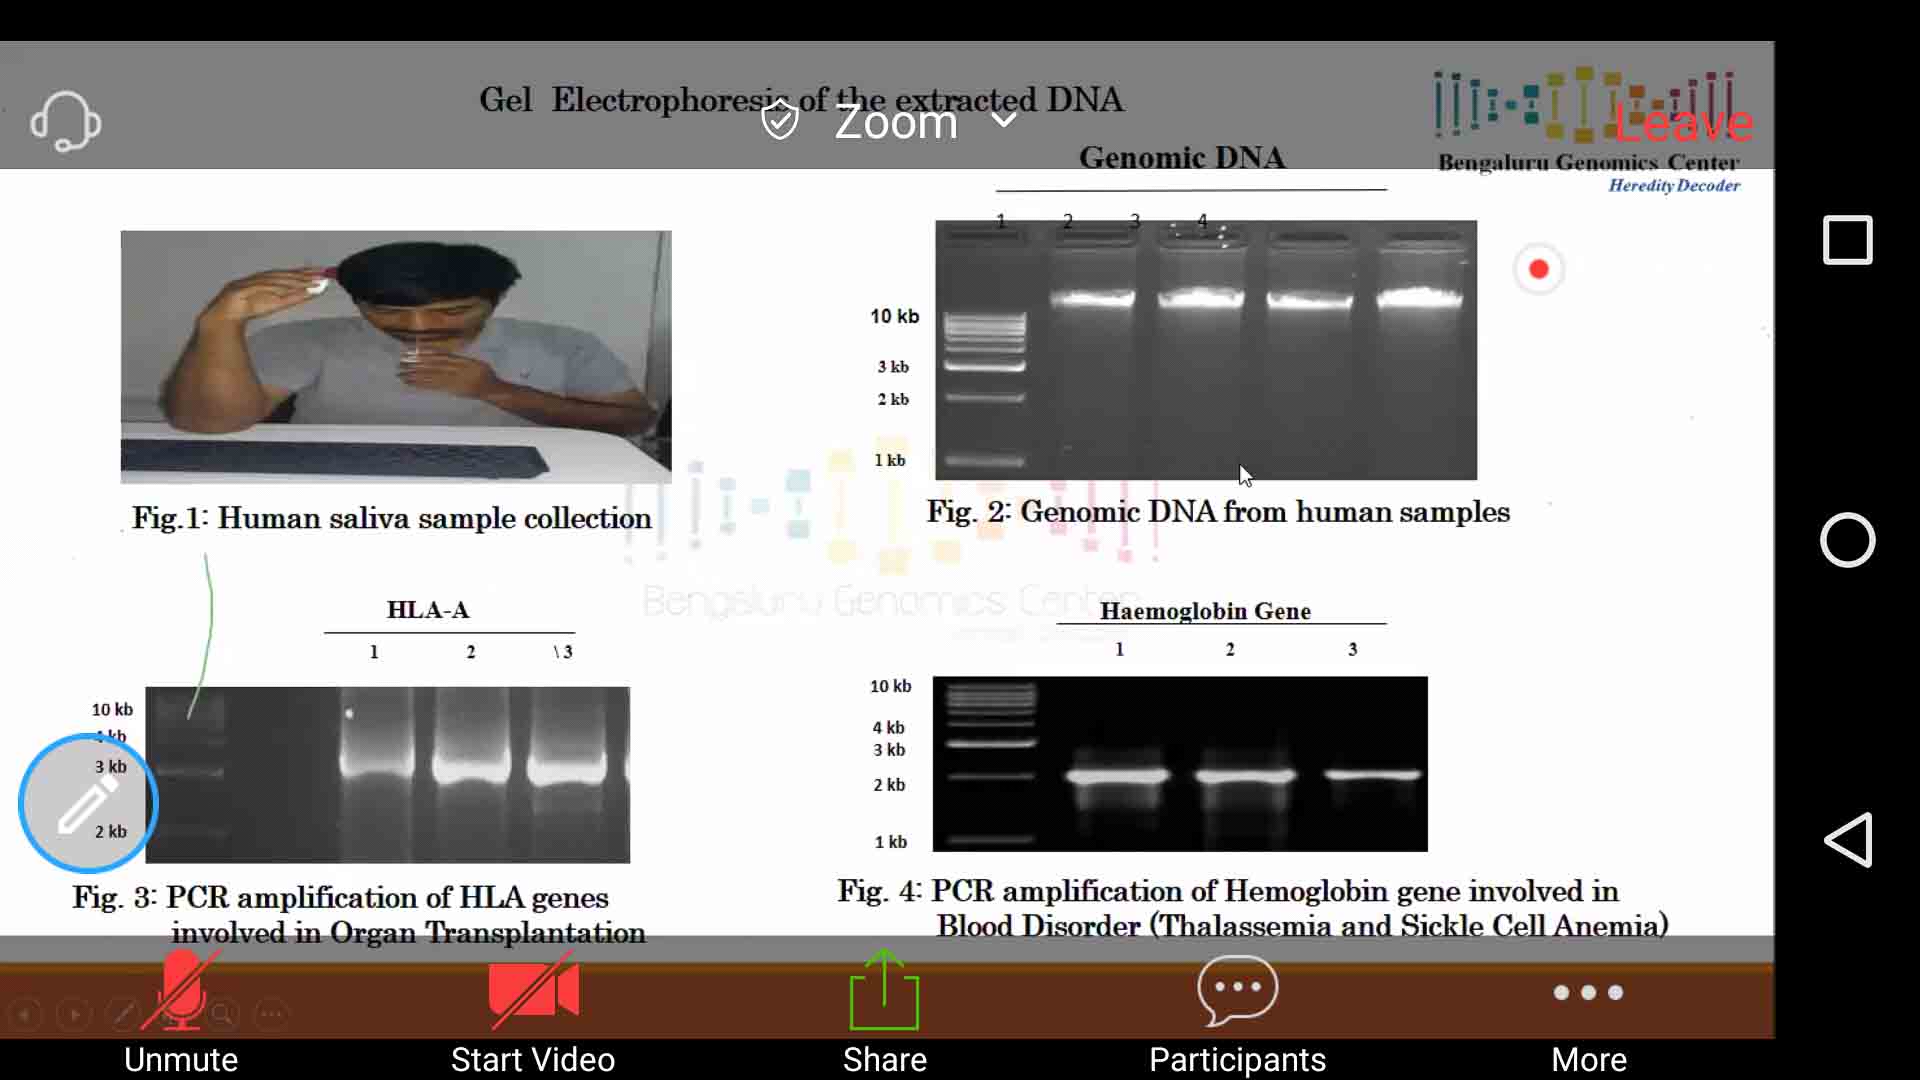 Gel Electrophoresis of the extracted DNA
Zoom
Leave
Bengaluru Genomics Center
Heredity Decoder
Genomic DNA
1 2 3 4
10 kb
3 kb
2 kb
1 kb
Fig.1: Human saliva sample collection
Fig. 2: Genomic DNA from human samples
Bengaluru Genomics Center
HLA-A
1 2 \ 3
10 kb
4 kb
3 kb
2 kb
Haemoglobin Gene
1 2 3
10 kb
4 kb
3 kb
2 kb
1 kb
Fig. 3: PCR amplification of HLA genes
involved in Organ Transplantation
Fig. 4: PCR amplification of Hemoglobin gene involved in
Blood Disorder (Thalassemia and Sickle Cell Anemia)
Unmute
Start Video
Share
Participants
More